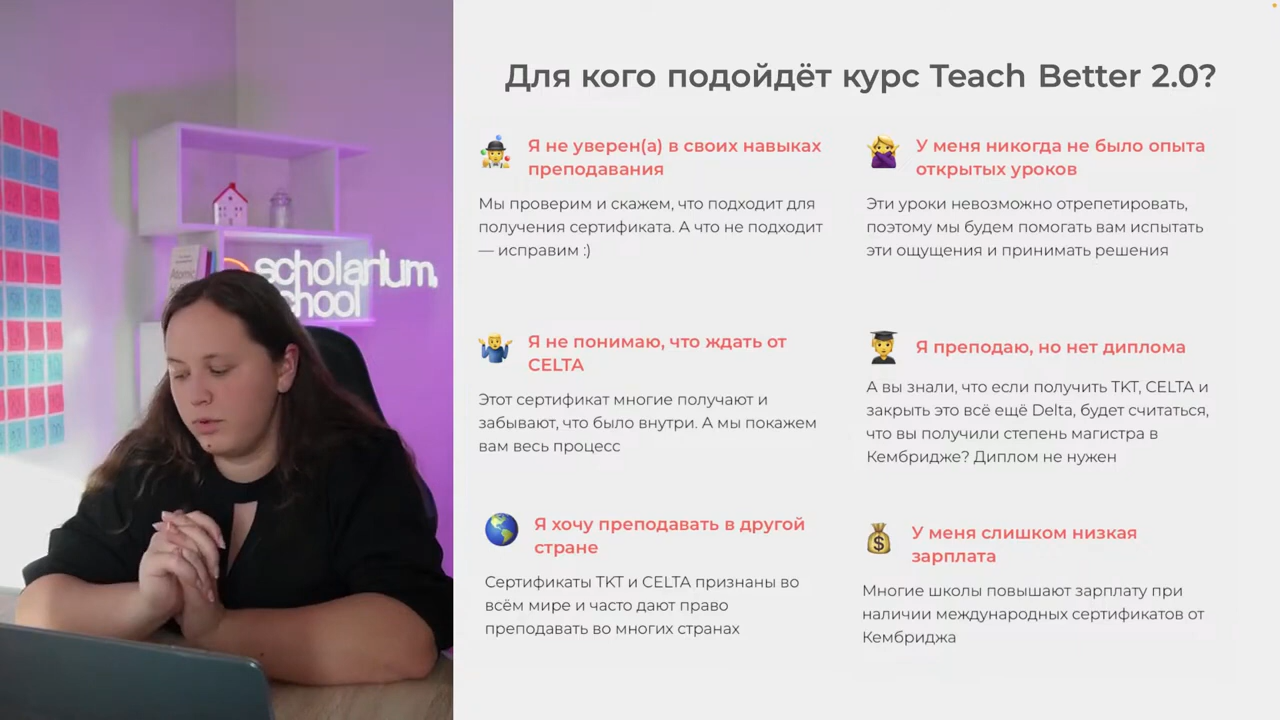 Для кого подойдёт курс Teach Better 2.0?
Я не уверен(а) в своих навыках
преподавания
Мы проверим и скажем, что подходит для
получения сертификата. А что не подходит
— исправим :)
У меня никогда не было опыта
открытых уроков
Эти уроки невозможно отрепетировать,
поэтому мы будем помогать вам испытать
эти ощущения и принимать решения
Я не понимаю, что ждать от
CELTA
Этот сертификат многие получают и
забывают, что было внутри. А мы покажем
вам весь процесс
Я преподаю, но нет диплома
А вы знали, что если получить TKT, CELTA и
закрыть это всё ещё Delta, будет считаться,
что вы получили степень магистра в
Кембридже? Диплом не нужен
Я хочу преподавать в другой
стране
Сертификаты TKT и CELTA признаны во
всём мире и часто дают право
преподавать во многих странах
У меня слишком низкая
зарплата
Многие школы повышают зарплату при
наличии международных сертификатов от
Кембриджа
scholarium.
school
Atomic